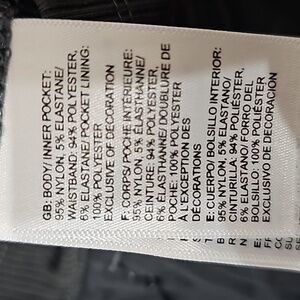 GB: BODY/INNER POCKET:
95% NYLON, 5% ELASTANE/
WAISTBAND: 94% POLYESTER,
6% ELASTANE/POCKET LINING:
100% POLYESTER
EXCLUSIVE OF DECORATION
F: CORPS/POCHE INTÉRIEURE:
95% NYLON, 5% ÉLASTHANNE/
CEINTURE: 94% POLYESTER,
6% ÉLASTHANNE/DOUBLURE DE
POCHE: 100% POLYESTER
À L'EXCEPTION DES
DÉCORATIONS
E: CUERPO/BOLSILLO INTERIOR:
95% NYLON, 5% ELASTANO/
CINTURILLA: 94% POLIÉSTER,
6% ELASTANO/FORRO DEL
BOLSILLO: 100% POLIÉSTER
EXCLUSIVO DE DECORACIÓN